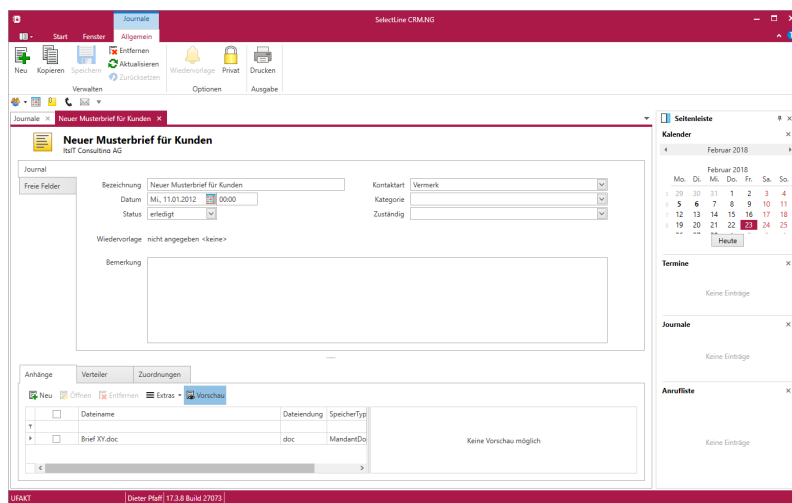 Journale
SelectLine CRM.NG
Start Fenster Allgemein
Neu Kopieren Speichern Entfernen Aktualisieren Zurücksetzen Wiedervorlage Privat Drucken
Verwalten Optionen Ausgabe
Journale × Neuer Musterbrief für Kunden ×
Neuer Musterbrief für Kunden
ItsIT Consulting AG
Journal
Freie Felder
Bezeichnung Neuer Musterbrief für Kunden Kontaktart Vermerk
Datum Mi., 11.01.2012 00:00 Kategorie
Status erledigt Zuständig
Wiedervorlage nicht angegeben <keine>
Bemerkung
Anhänge Verteiler Zuordnungen
Neu Öffnen Entfernen Extras Vorschau
Dateiname Dateiendung SpeicherTyp
Brief XY.doc doc MandantDo
Keine Vorschau möglich
Seitenleiste
Kalender
Februar 2018
Februar 2018
Mo. Di. Mi. Do. Fr. Sa. So.
29 30 31 1 2 3 4
5 6 7 8 9 10 11
12 13 14 15 16 17 18
19 20 21 22 23 24 25
Heute
Termine
Keine Einträge
Journale
Keine Einträge
Anrufliste
Keine Einträge
UFAKT Dieter Pfaff 17.3.8 Build 27073